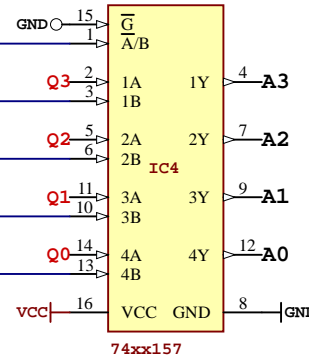 GND 15 G
1 A/B
Q3 2 1A 1Y 4 A3
3 1B
Q2 5 2A 2Y 7 A2
6 2B
IC4
Q1 11 3A 3Y 9 A1
10 3B
Q0 14 4A 4Y 12 A0
13 4B
VCC 16 VCC GND 8 GND
74xx157